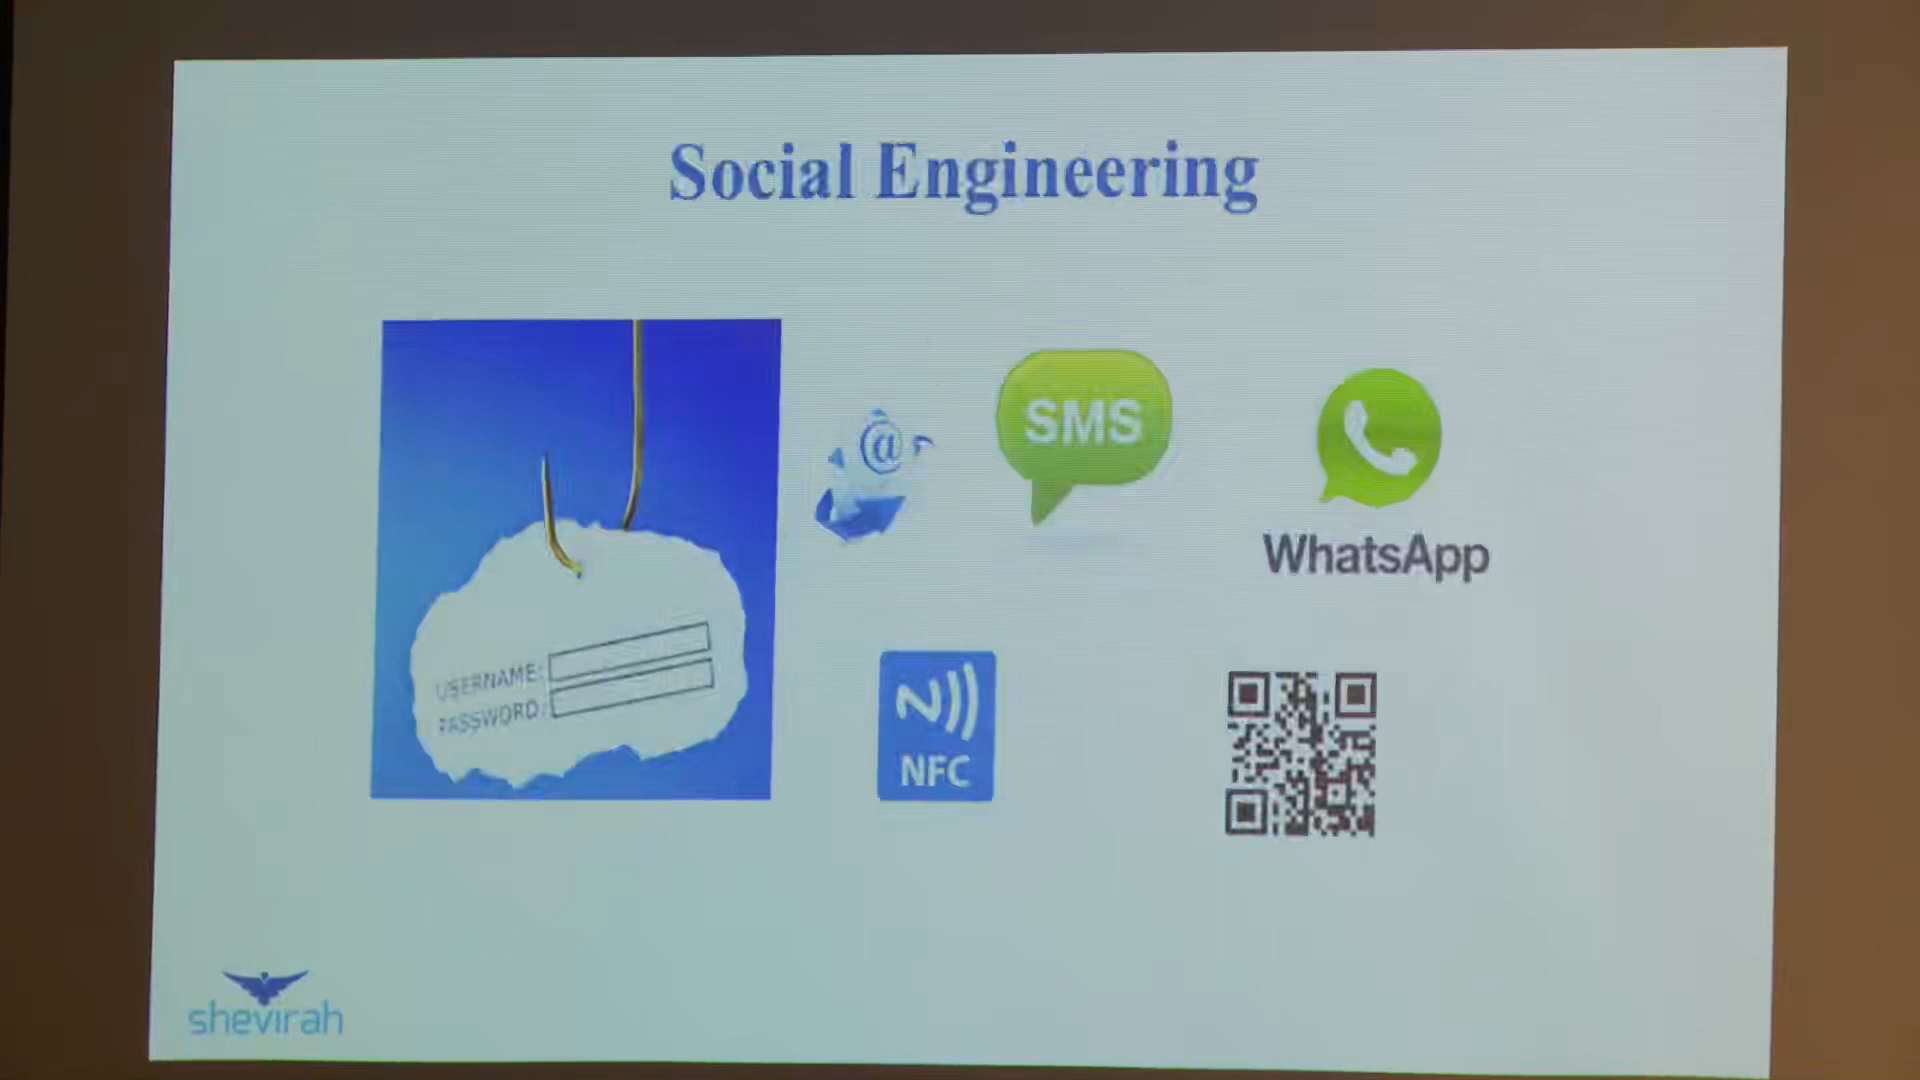 Social Engineering
@
SMS
WhatsApp
USERNAME:
PASSWORD:
NFC
shevirah